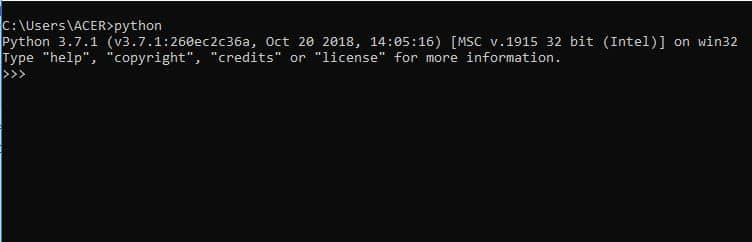 C:\Users\ACER>python
Python 3.7.1 (v3.7.1:260ec2c36a, Oct 20 2018, 14:05:16) [MSC v.1915 32 bit (Intel)] on win32
Type "help", "copyright", "credits" or "license" for more information.
>>>